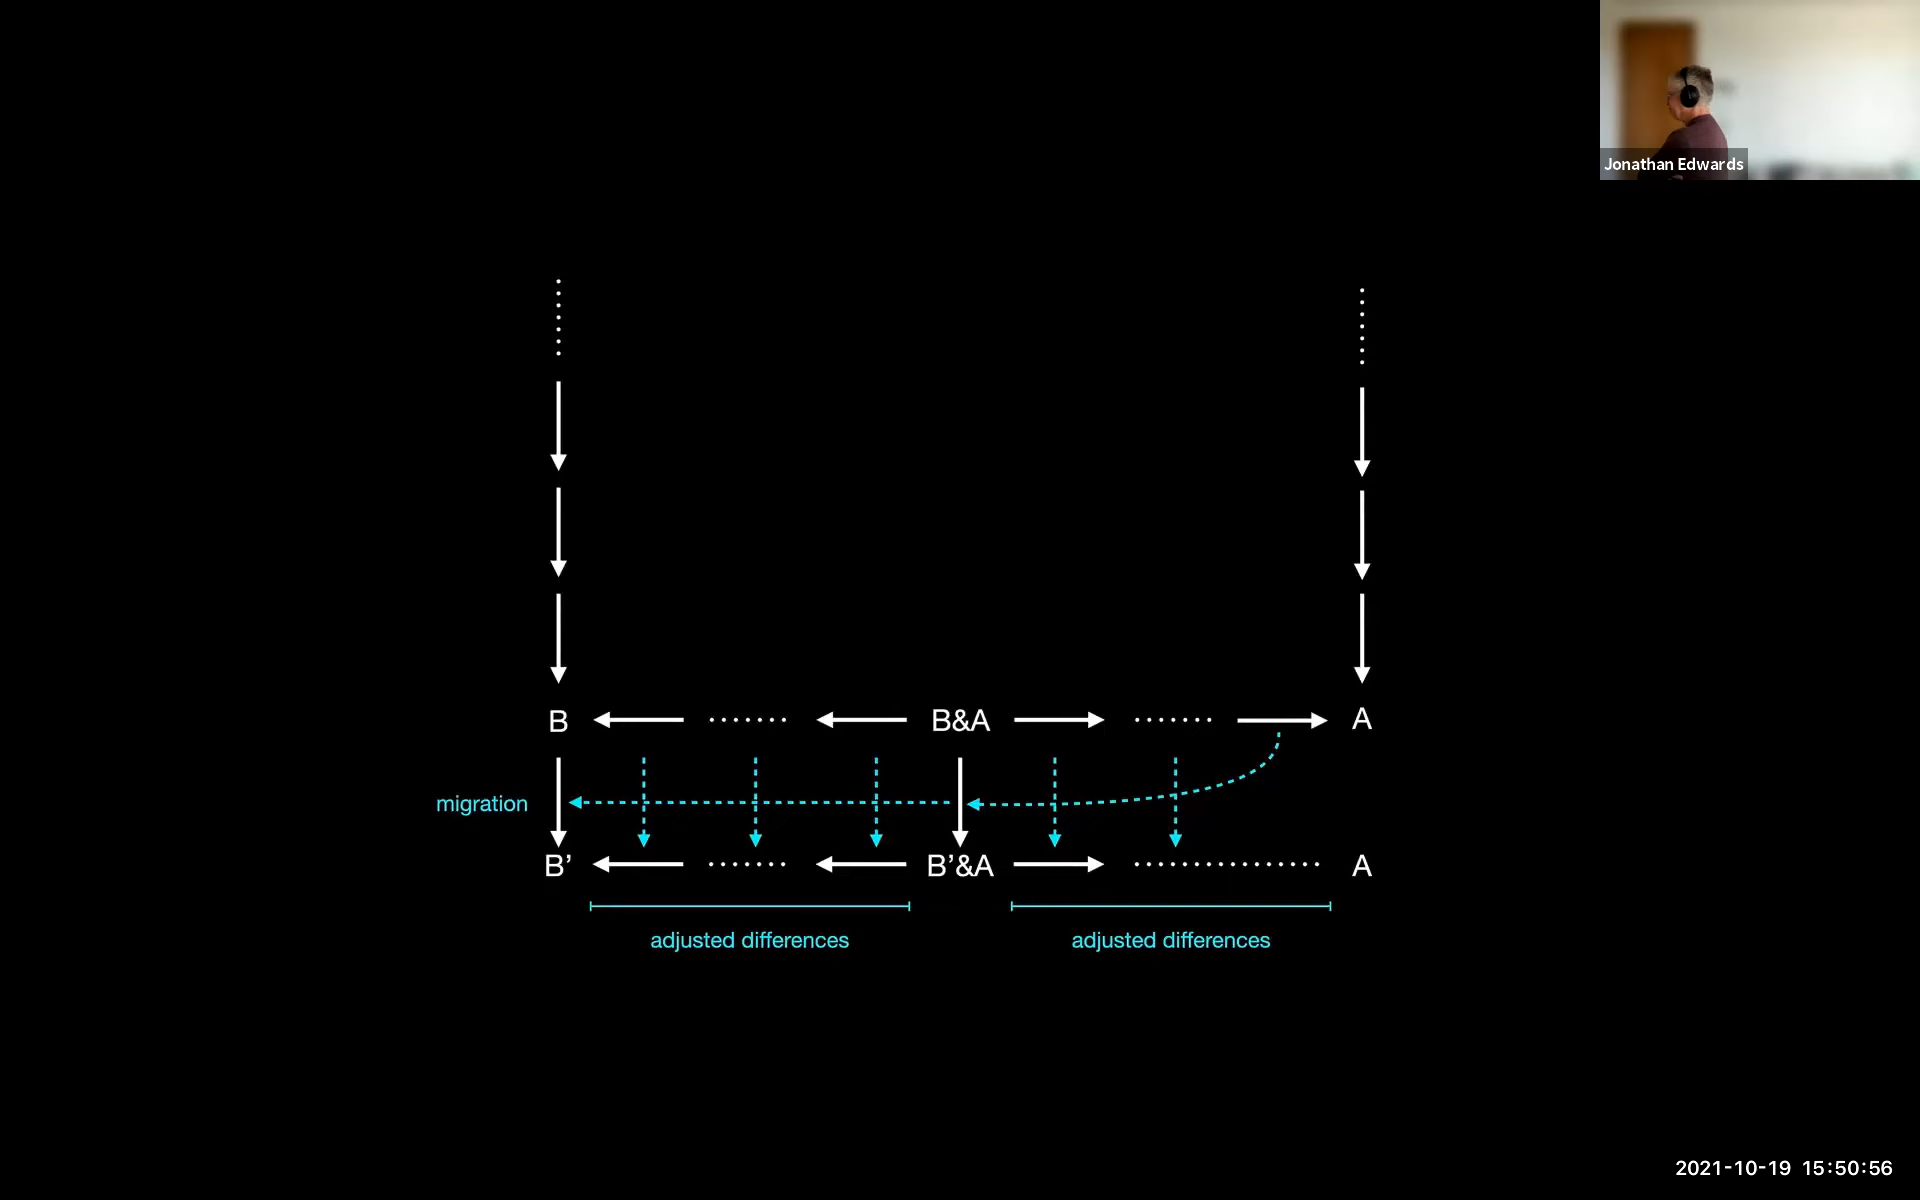 Jonathan Edwards
B B&A A
migration
B’ B’&A A
adjusted differences adjusted differences
2021-10-19 15:50:56